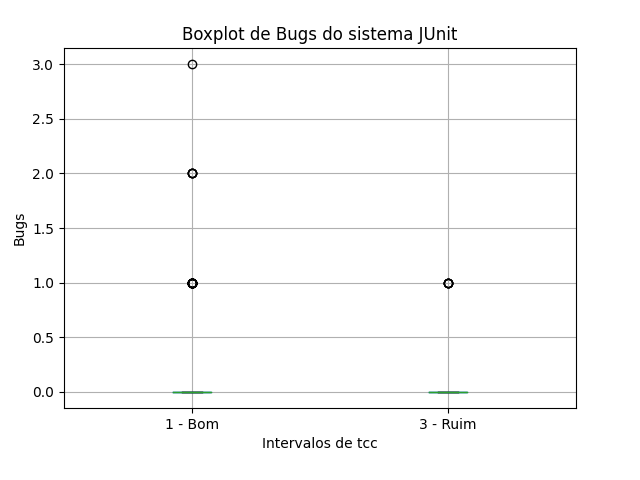 Boxplot de Bugs do sistema JUnit
3.0
2.5
2.0
1.5
1.0
0.5
0.0
Bugs
1 - Bom
3 - Ruim
Intervalos de tcc